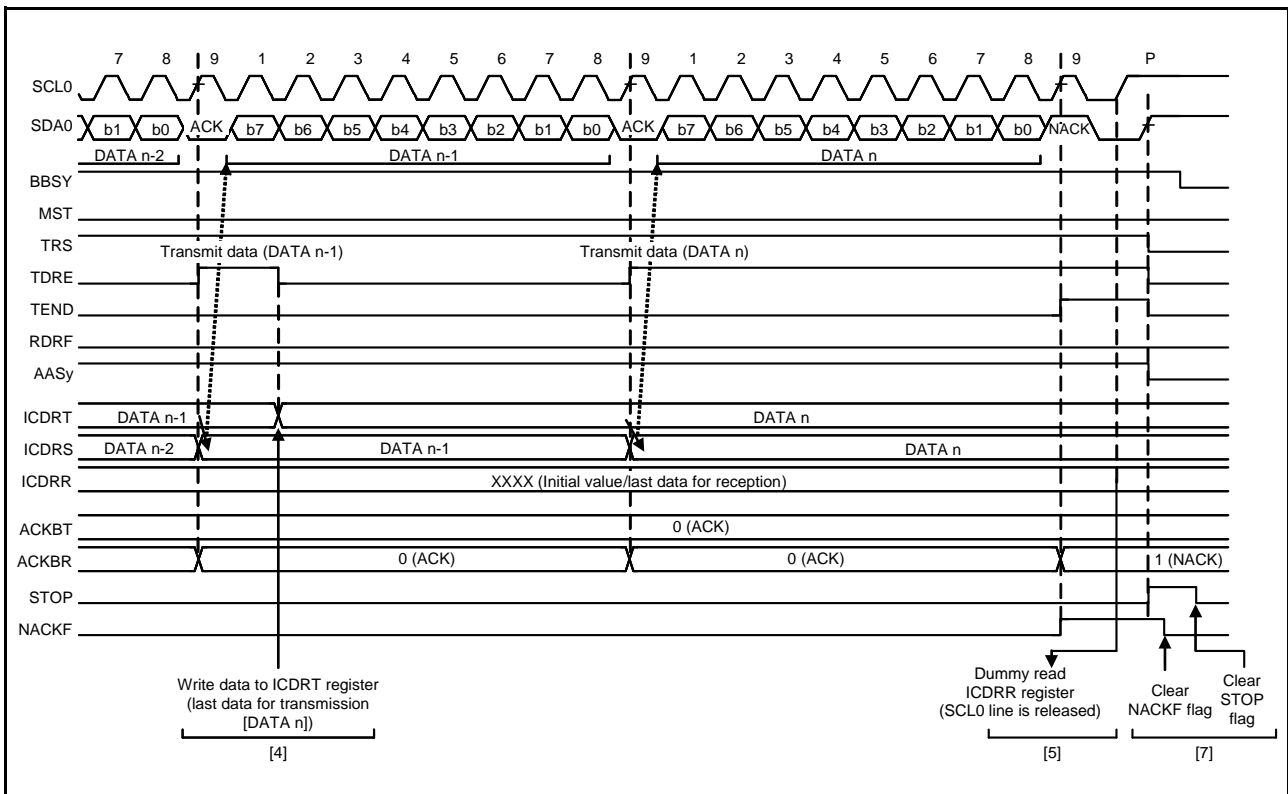 7 8 9 1 2 3 4 5 6 7 8 9 1 2 3 4 5 6 7 8 9 P
SCL0
SDA0 b1 b0 ACK b7 b6 b5 b4 b3 b2 b1 b0 ACK b7 b6 b5 b4 b3 b2 b1 b0 NACK
DATA n-2 DATA n-1 DATA n
BBSY
MST
TRS
Transmit data (DATA n-1) Transmit data (DATA n)
TDRE
TEND
RDRF
AASy
ICDRT DATA n-1 DATA n
ICDRS DATA n-2 DATA n-1 DATA n
ICDRR XXXX (Initial value/last data for reception)
ACKBT 0 (ACK)
ACKBR 0 (ACK) 0 (ACK) 1 (NACK)
STOP
NACKF
Write data to ICDRT register
(last data for transmission
[DATA n])
[4]
Dummy read
ICDRR register
(SCL0 line is released)
[5]
Clear
NACKF flag
Clear
STOP
flag
[7]